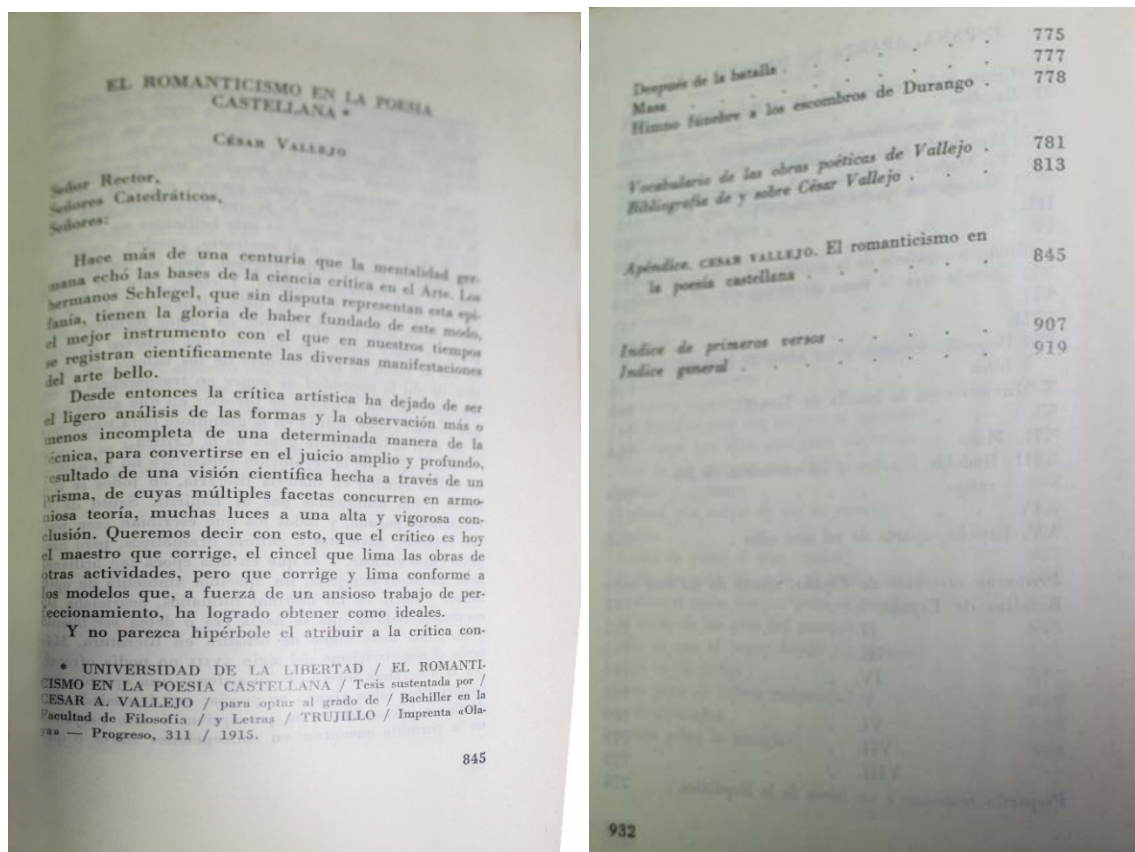 EL ROMANTICISMO EN LA POESIA
CASTELLANA *
CÉSAR VALLEJO
Señor Rector,
Señores Catedráticos,
Señores:
Hace más de una centuria que la mentalidad ger-
mana echó las bases de la ciencia crítica en el Arte. Los
hermanos Schlegel, que sin disputa representan esta epi-
fanía, tienen la gloria de haber fundado de este modo,
el mejor instrumento con el que en nuestros tiempos
se registran científicamente las diversas manifestaciones
del arte bello.
Desde entonces la crítica artística ha dejado de ser
el ligero análisis de las formas y la observación más o
menos incompleta de una determinada manera de la
técnica, para convertirse en el juicio amplio y profundo,
resultado de una visión científica hecha a través de un
prisma, de cuyas múltiples facetas concurren en armo-
niosa teoría, muchas luces a una alta y vigorosa con-
clusión. Queremos decir con esto, que el crítico es hoy
el maestro que corrige, el cincel que lima las obras de
otras actividades, pero que corrige y lima conforme a
los modelos que, a fuerza de un ansioso trabajo de per-
feccionamiento, ha logrado obtener como ideales.
Y no parezca hipérbole el atribuir a la crítica con-
* UNIVERSIDAD DE LA LIBERTAD / EL ROMANTI-
CISMO EN LA POESIA CASTELLANA / Tesis sustentada por /
CESAR A. VALLEJO / para optar al grado de / Bachiller en la
Facultad de Filosofía / y Letras / TRUJILLO / Imprenta «Ola-
ya» — Progreso, 311 / 1915.
845
Después de la batalla . . . . . . 775
Masa . . . . . . . . 777
Himno fúnebre a los escombros de Durango . 778
Vocabulario de las obras poéticas de Vallejo . 781
Bibliografía de y sobre César Vallejo . . . 813
Apéndice. CESAR VALLEJO. El romanticismo en
la poesía castellana . . . . . . 845
Indice de primeros versos . . . . . 907
Indice general . . . . . . . 919
932